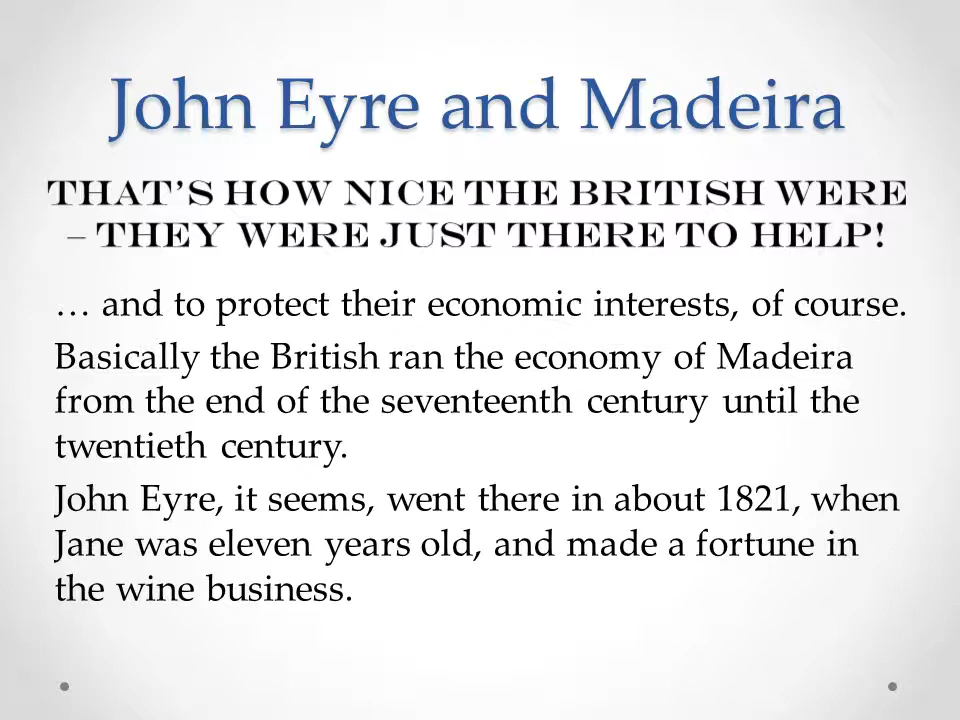 John Eyre and Madeira
THAT’S HOW NICE THE BRITISH WERE
– THEY WERE JUST THERE TO HELP!
… and to protect their economic interests, of course.
Basically the British ran the economy of Madeira
from the end of the seventeenth century until the
twentieth century.
John Eyre, it seems, went there in about 1821, when
Jane was eleven years old, and made a fortune in
the wine business.